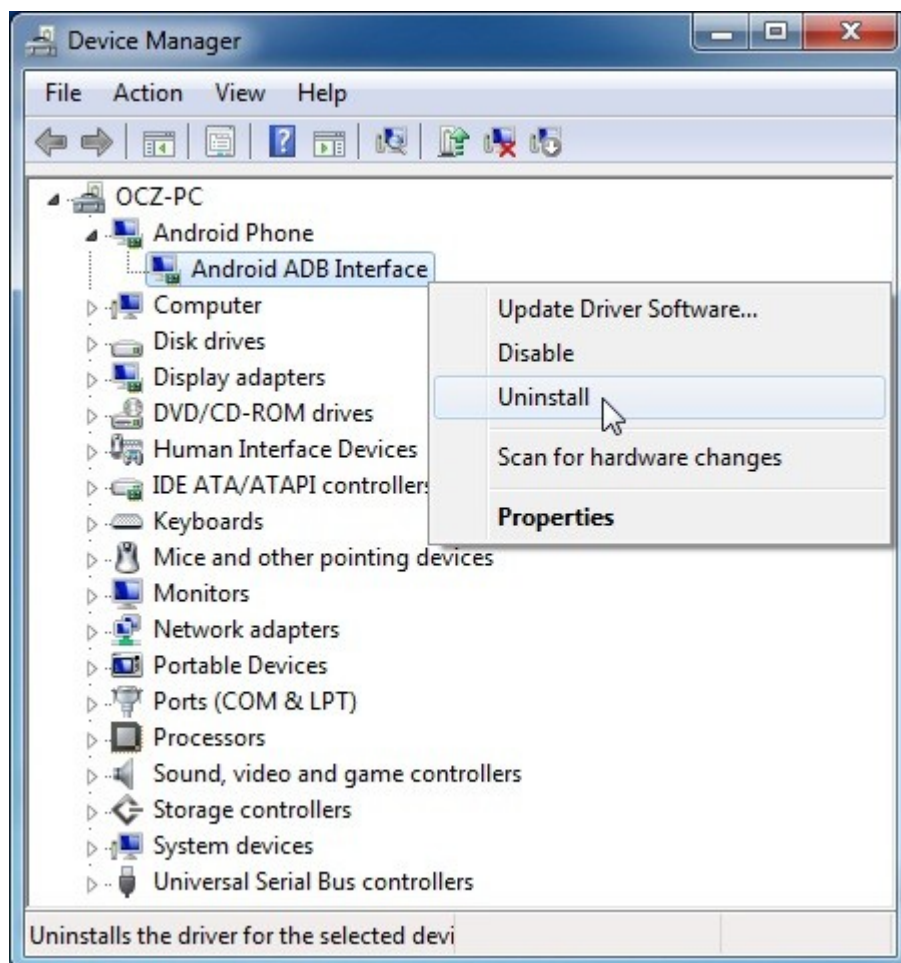 Device Manager
File Action View Help
OCZ-PC
Android Phone
Android ADB Interface
Computer
Disk drives
Display adapters
DVD/CD-ROM drives
Human Interface Devices
IDE ATA/ATAPI controllers
Keyboards
Mice and other pointing devices
Monitors
Network adapters
Portable Devices
Ports (COM & LPT)
Processors
Sound, video and game controllers
Storage controllers
System devices
Universal Serial Bus controllers
Update Driver Software...
Disable
Uninstall
Scan for hardware changes
Properties
Uninstalls the driver for the selected devi